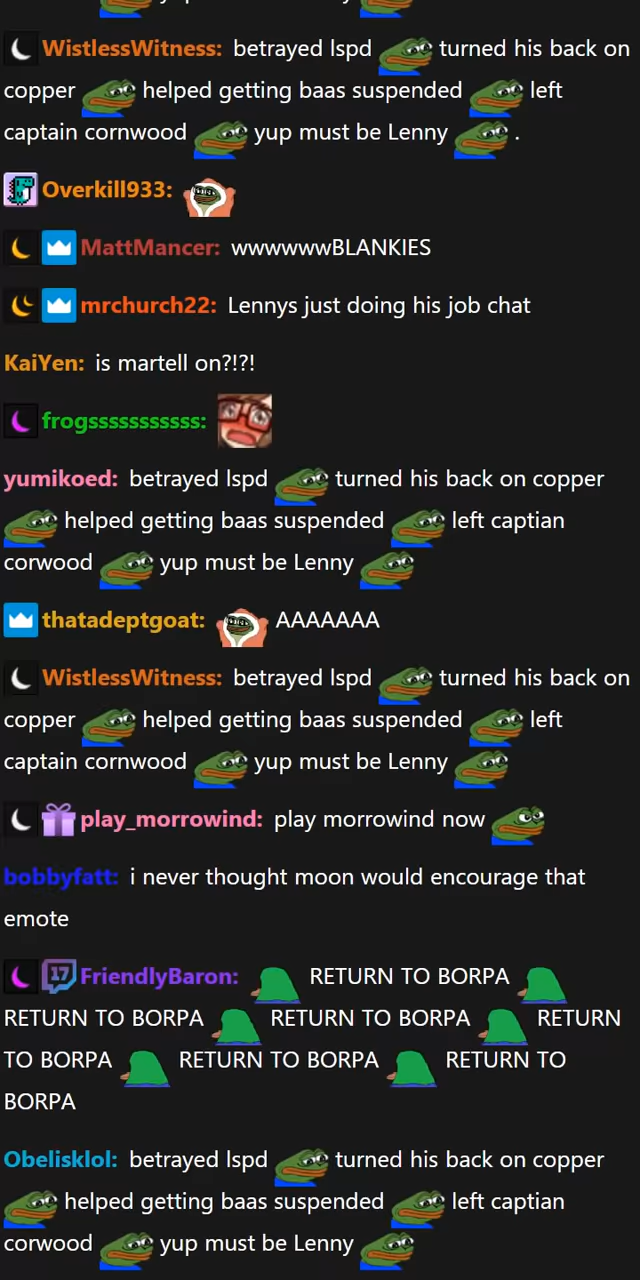 WistlessWitness: betrayed lspd turned his back on
copper helped getting baas suspended left
captain cornwood yup must be Lenny .
Overkill933:
MattMancer: wwwwwwBLANKIES
mrchurch22: Lennys just doing his job chat
KaiYen: is martell on?!?!
frogsssssssssss:
yumikoed: betrayed lspd turned his back on copper
helped getting baas suspended left captian
corwood yup must be Lenny
thatadeptgoat: AAAAAAA
WistlessWitness: betrayed lspd turned his back on
copper helped getting baas suspended left
captain cornwood yup must be Lenny
play_morrowind: play morrowind now
bobbyfatt: i never thought moon would encourage that
emote
17 FriendlyBaron: RETURN TO BORPA
RETURN TO BORPA RETURN TO BORPA RETURN
TO BORPA RETURN TO BORPA RETURN TO
BORPA
Obelisklol: betrayed lspd turned his back on copper
helped getting baas suspended left captian
corwood yup must be Lenny